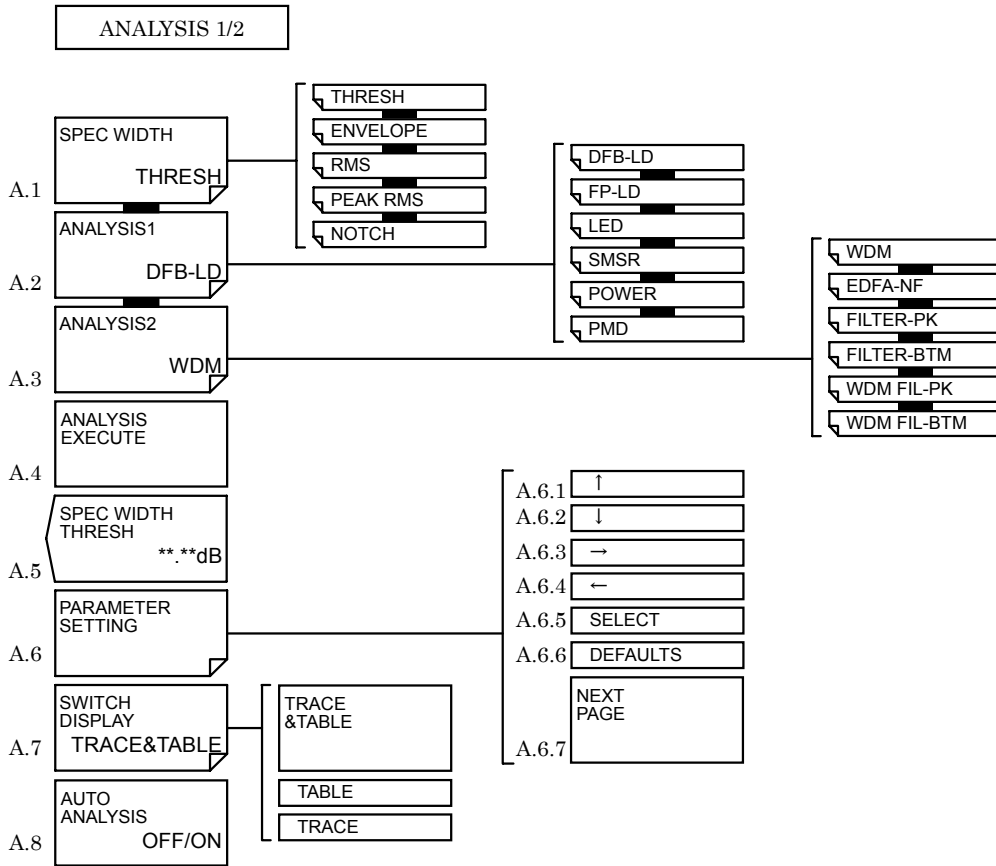 ANALYSIS 1/2
A.1
SPEC WIDTH
THRESH
THRESH
ENVELOPE
RMS
PEAK RMS
NOTCH
A.2
ANALYSIS1
DFB-LD
DFB-LD
FP-LD
LED
SMSR
POWER
PMD
A.3
ANALYSIS2
WDM
WDM
EDFA-NF
FILTER-PK
FILTER-BTM
WDM FIL-PK
WDM FIL-BTM
A.4
ANALYSIS
EXECUTE
A.5
SPEC WIDTH
THRESH
**.**dB
A.6
PARAMETER
SETTING
A.6.1 ↑
A.6.2 ↓
A.6.3 →
A.6.4 ←
A.6.5 SELECT
A.6.6 DEFAULTS
A.6.7
NEXT
PAGE
A.7
SWITCH
DISPLAY
TRACE&TABLE
TRACE
&TABLE
TABLE
TRACE
A.8
AUTO
ANALYSIS
OFF/ON